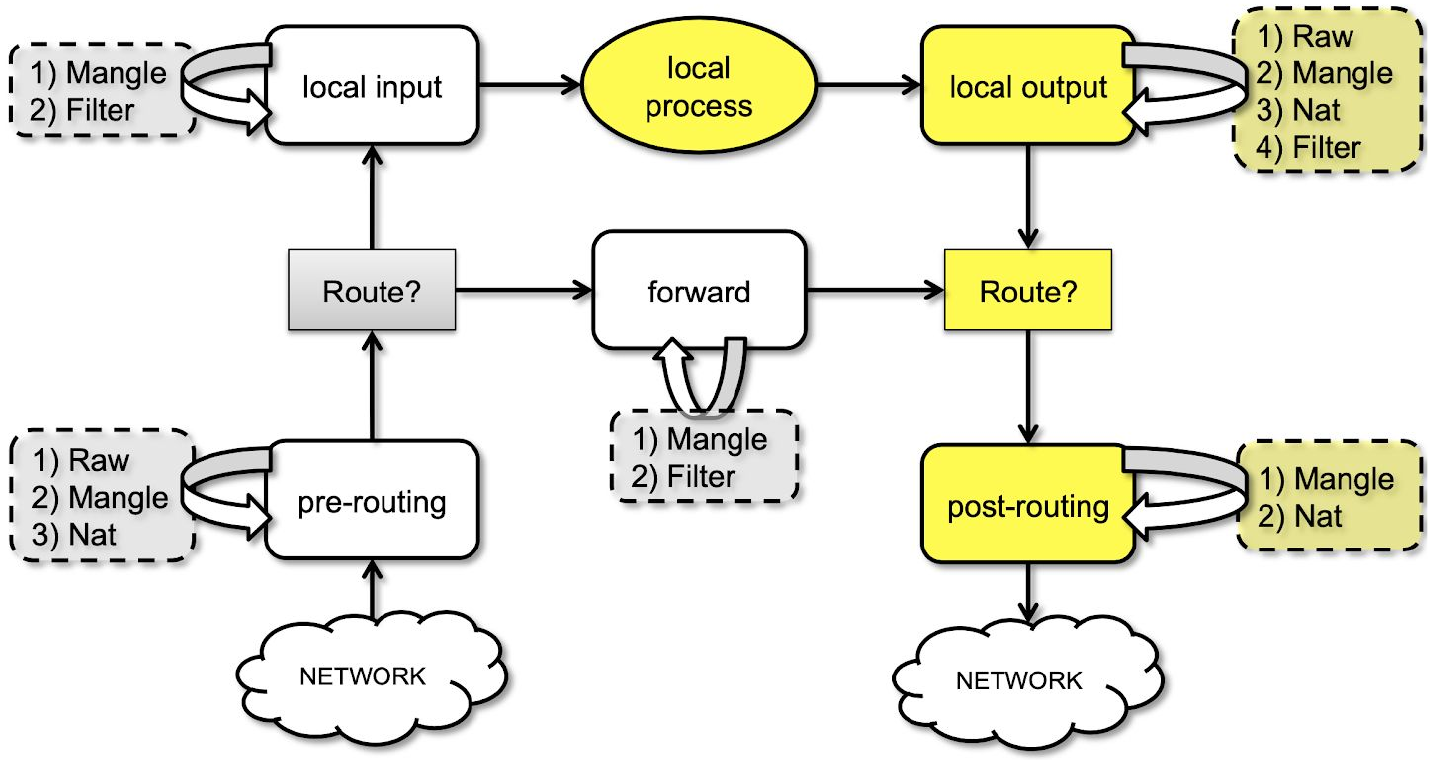 1) Mangle
2) Filter
local input
local
process
local output
1) Raw
2) Mangle
3) Nat
4) Filter
Route?
forward
Route?
1) Mangle
2) Filter
1) Raw
2) Mangle
3) Nat
pre-routing
post-routing
1) Mangle
2) Nat
NETWORK
NETWORK